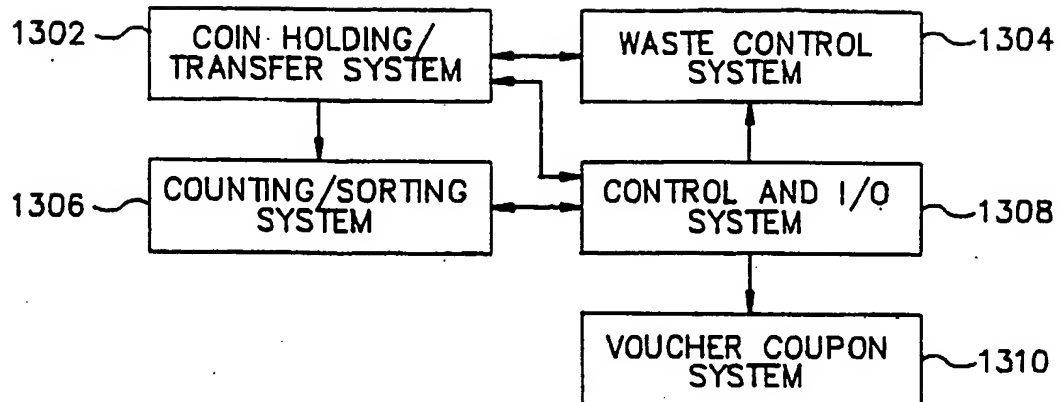 1302
COIN HOLDING/
TRANSFER SYSTEM
WASTE CONTROL
SYSTEM
1304
1306
COUNTING/SORTING
SYSTEM
CONTROL AND I/O
SYSTEM
1308
VOUCHER COUPON
SYSTEM
1310